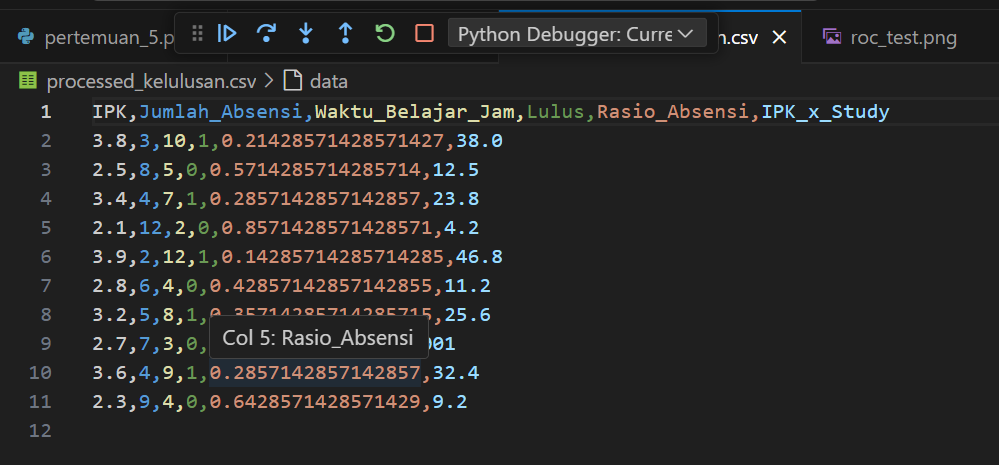 pertemuan_5.p
Python Debugger: Curre
.csv
roc_test.png
processed_kelulusan.csv > data
1 IPK,Jumlah_Absensi,Waktu_Belajar_Jam,Lulus,Rasio_Absensi,IPK_x_Study
2 3.8,3,10,1,0.21428571428571427,38.0
3 2.5,8,5,0,0.5714285714285714,12.5
4 3.4,4,7,1,0.2857142857142857,23.8
5 2.1,12,2,0,0.8571428571428571,4.2
6 3.9,2,12,1,0.14285714285714285,46.8
7 2.8,6,4,0,0.42857142857142855,11.2
8 3.2,5,8,1,0.35714285714285715,25.6
Col 5: Rasio_Absensi
9 2.7,7,3,0, 001
10 3.6,4,9,1,0.2857142857142857,32.4
11 2.3,9,4,0,0.6428571428571429,9.2
12